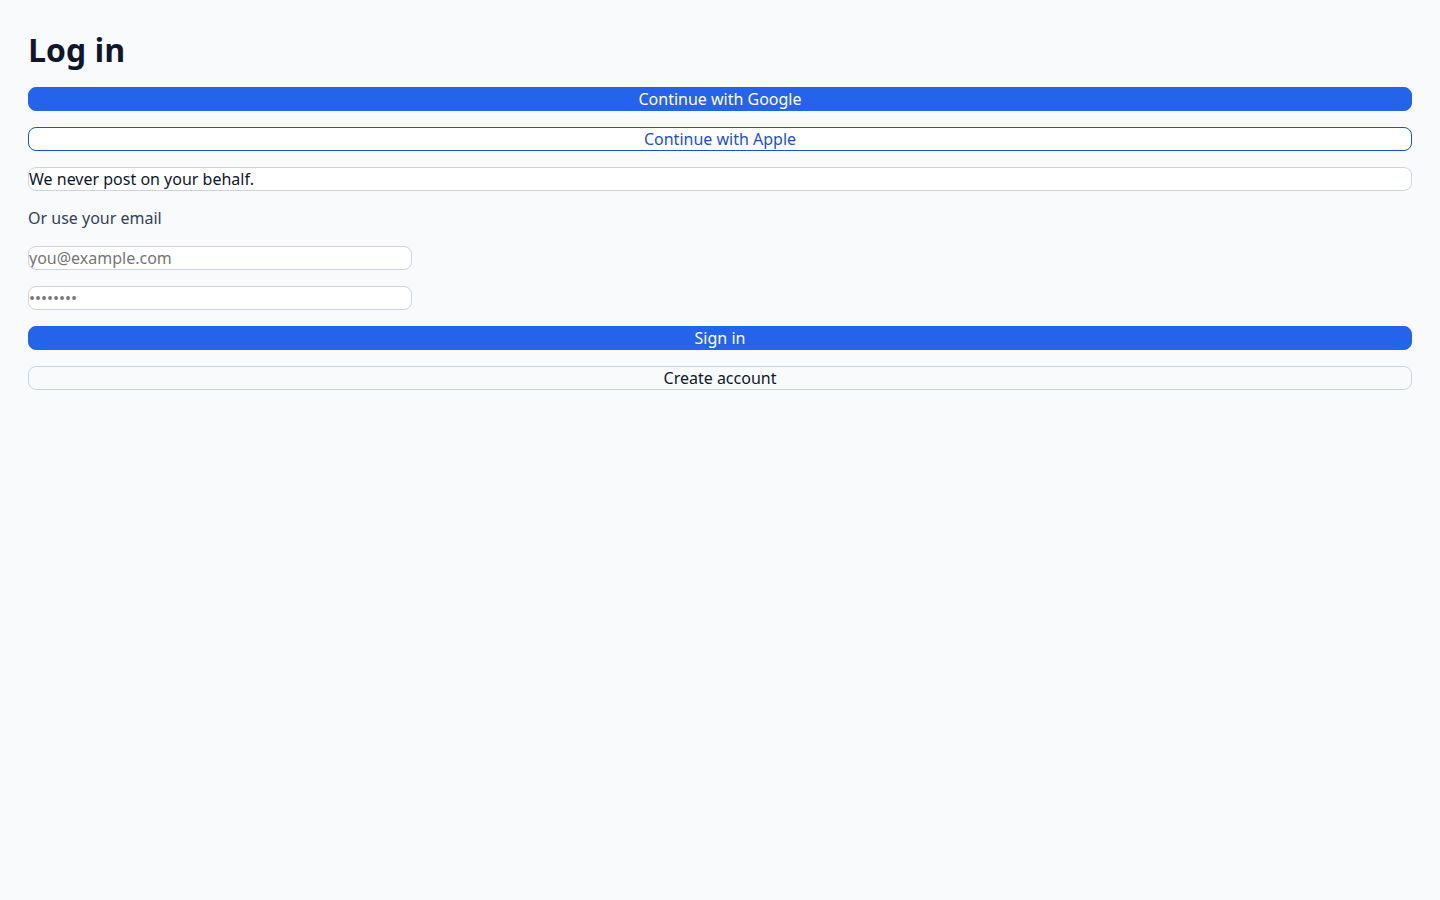 Log in
Continue with Google
Continue with Apple
We never post on your behalf.
Or use your email
you@example.com
••••••••
Sign in
Create account